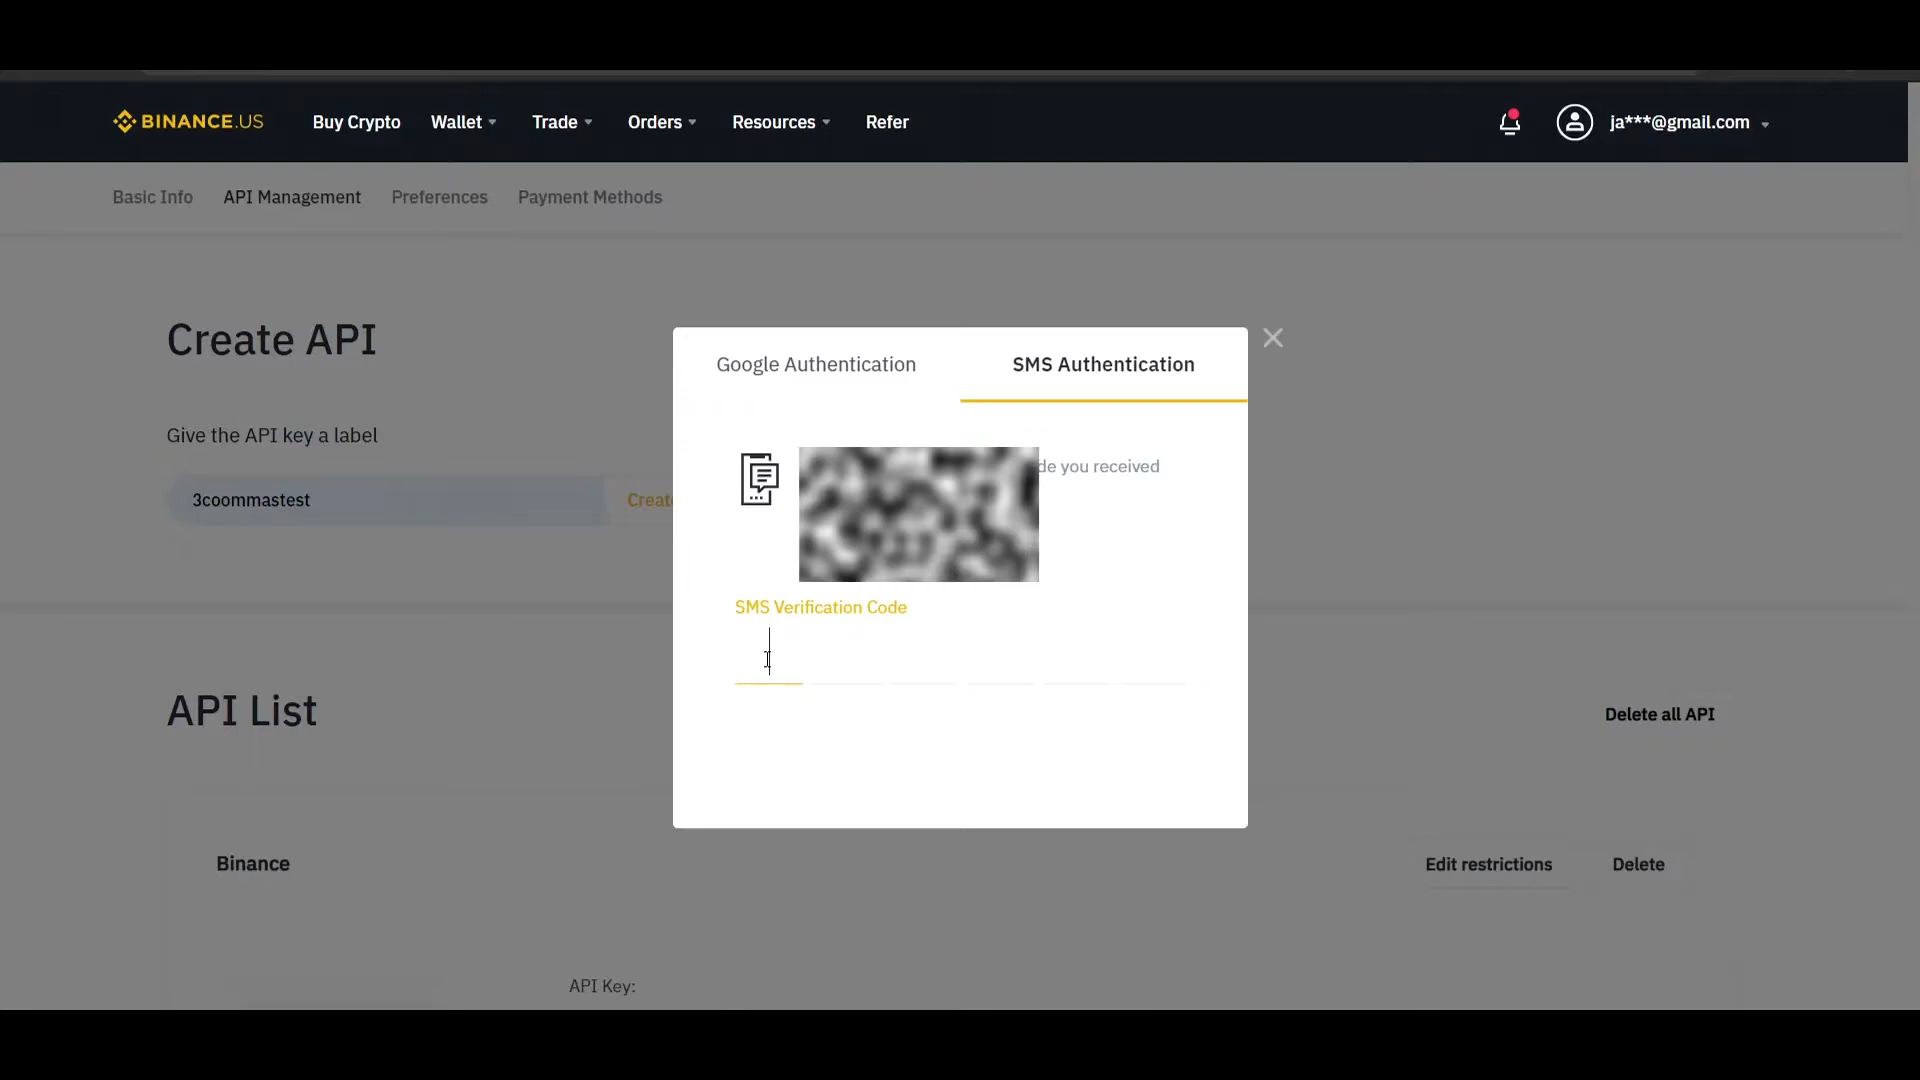 BINANCE.US
Buy Crypto
Wallet
Trade
Orders
Resources
Refer
ja***@gmail.com
Basic Info
API Management
Preferences
Payment Methods
Create API
Give the API key a label
3coommastest
Create
Google Authentication
SMS Authentication
de you received
SMS Verification Code
API List
Delete all API
Binance
Edit restrictions
Delete
API Key: